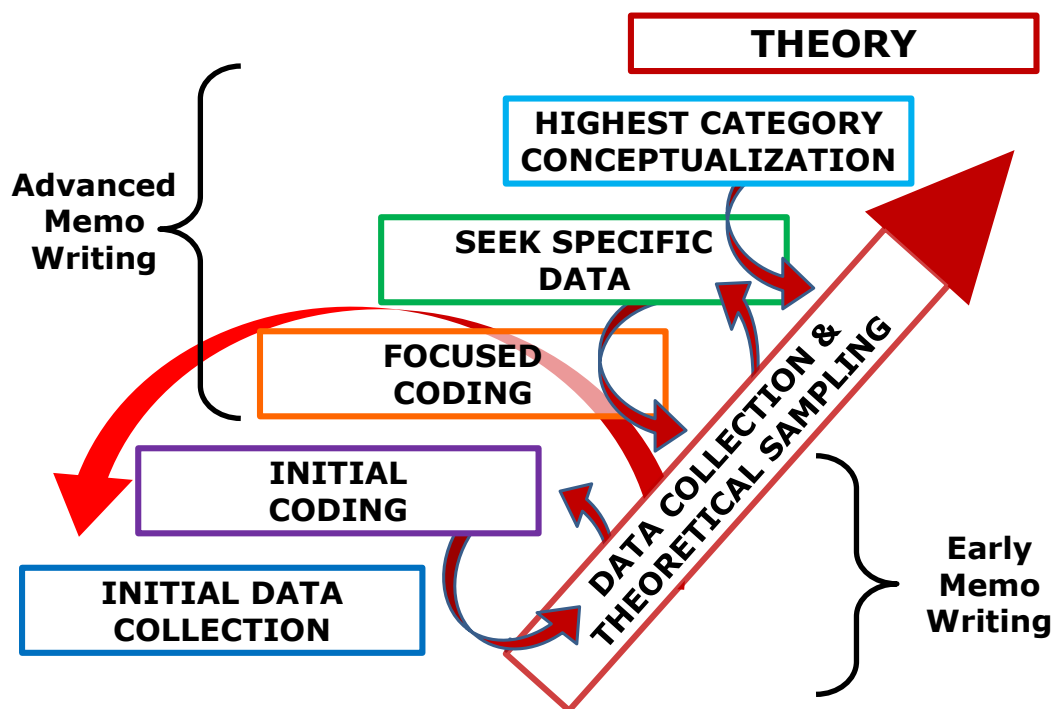 THEORY
HIGHEST CATEGORY
CONCEPTUALIZATION
Advanced
Memo
Writing
SEEK SPECIFIC
DATA
FOCUSED
CODING
DATA COLLECTION &
THEORETICAL SAMPLING
INITIAL
CODING
Early
Memo
Writing
INITIAL DATA
COLLECTION